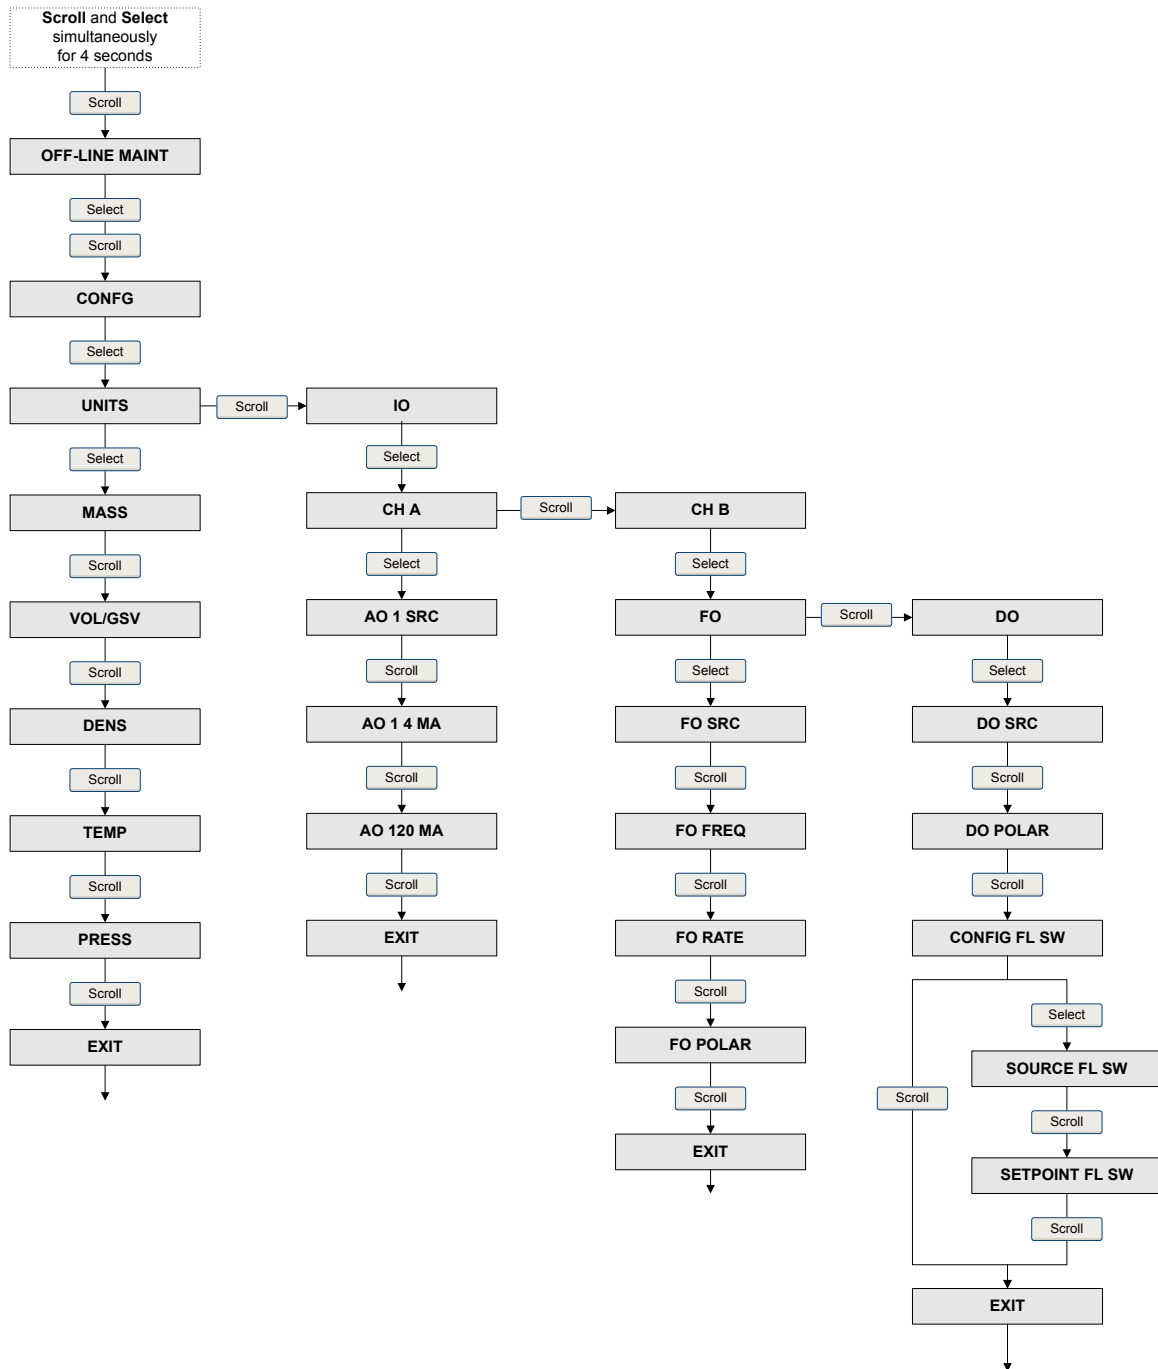 Scroll and Select
simultaneously
for 4 seconds
Scroll
OFF-LINE MAINT
Select
Scroll
CONFG
Select
UNITS
Scroll
IO
Select
MASS
Scroll
VOL/GSV
Scroll
DENS
Scroll
TEMP
Scroll
PRESS
Scroll
EXIT
Select
CH A
Scroll
CH B
Select
AO 1 SRC
Scroll
AO 1 4 MA
Scroll
AO 120 MA
Scroll
EXIT
Select
FO
Scroll
DO
Select
FO SRC
Scroll
FO FREQ
Scroll
FO RATE
Scroll
FO POLAR
Scroll
EXIT
Select
DO SRC
Scroll
DO POLAR
Scroll
CONFIG FL SW
Select
SOURCE FL SW
Scroll
Scroll
SETPOINT FL SW
Scroll
EXIT